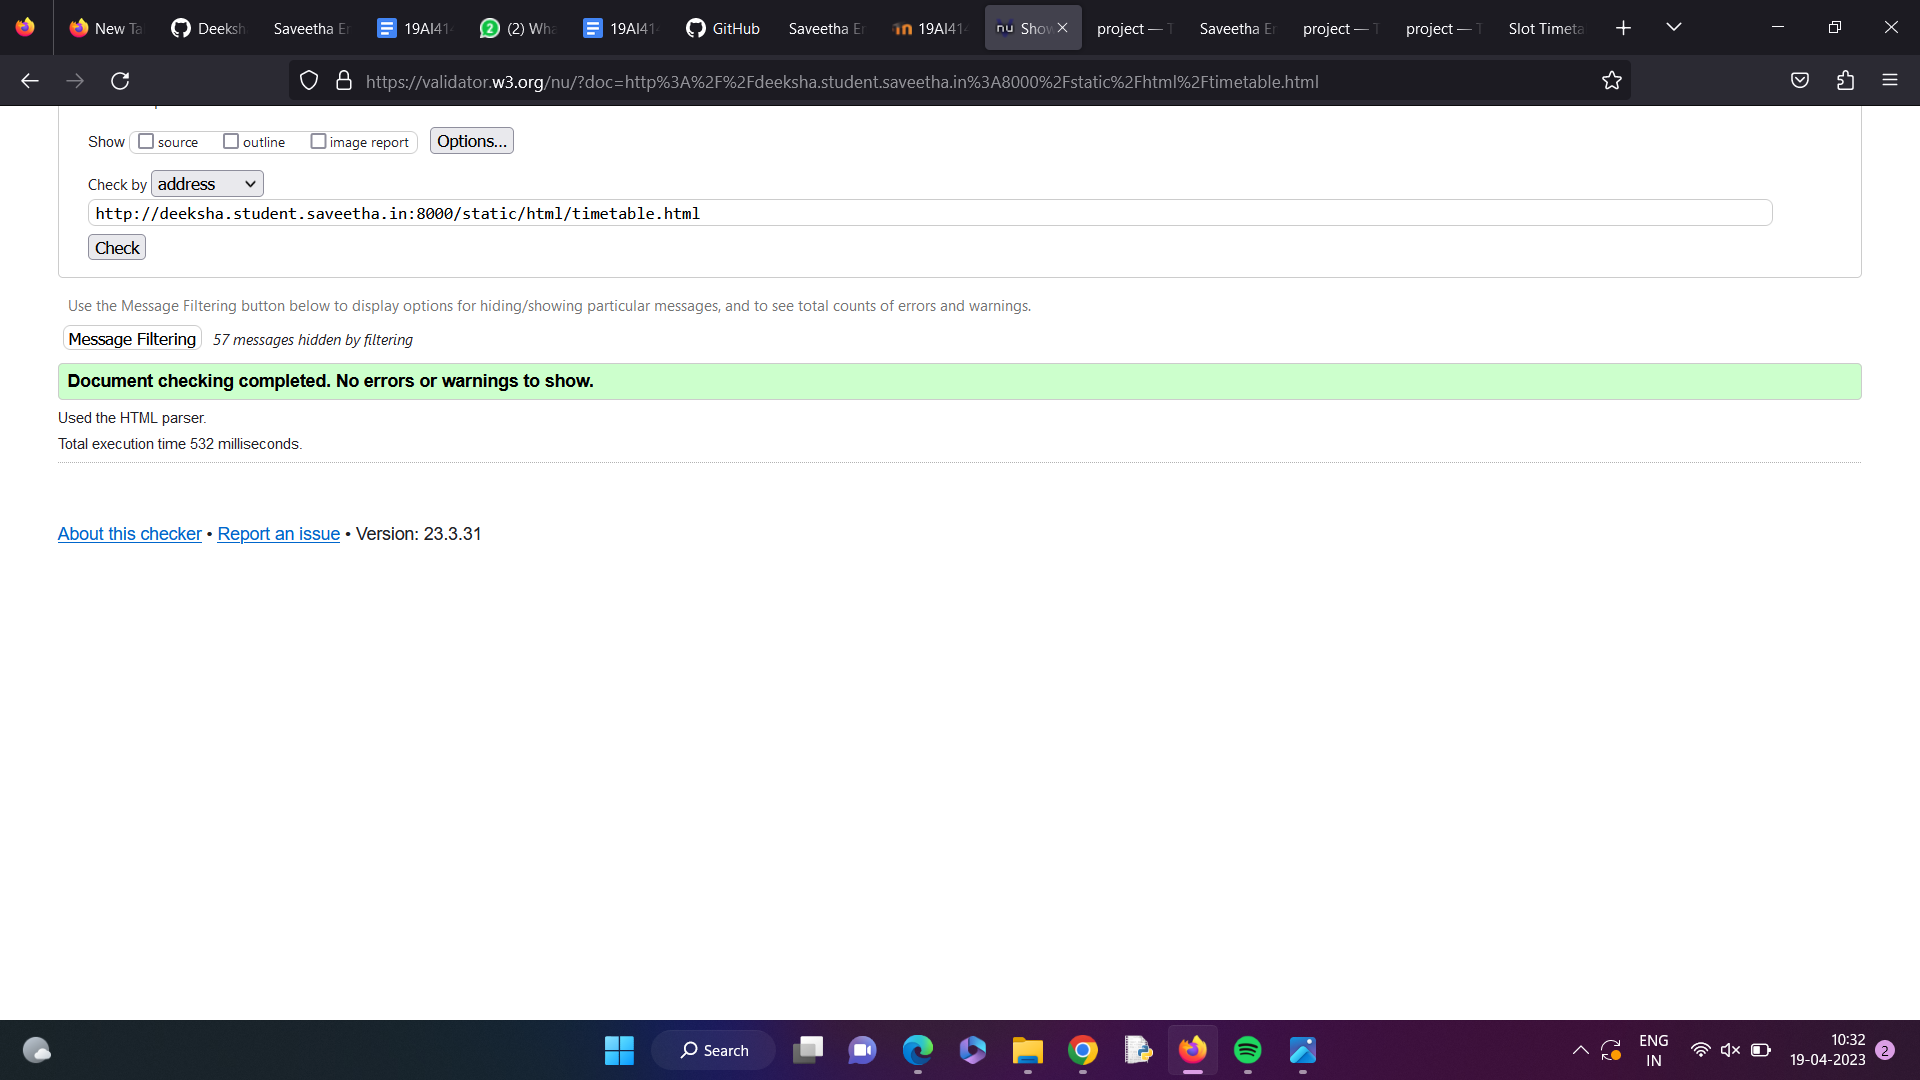 New Ta
Deeksh
Saveetha En
19AI414
(2) Wha
19AI414
GitHub
Saveetha En
19AI414
Show
project — T
Saveetha En
project — T
project — T
Slot Timeta
https://validator.w3.org/nu/?doc=http%3A%2F%2Fdeeksha.student.saveetha.in%3A8000%2Fstatic%2Fhtml%2Ftimetable.html
Show source outline image report Options...
Check by address
http://deeksha.student.saveetha.in:8000/static/html/timetable.html
Check
Use the Message Filtering button below to display options for hiding/showing particular messages, and to see total counts of errors and warnings.
Message Filtering 57 messages hidden by filtering
Document checking completed. No errors or warnings to show.
Used the HTML parser.
Total execution time 532 milliseconds.
About this checker • Report an issue • Version: 23.3.31
Search
ENG
IN
10:32
19-04-2023
2